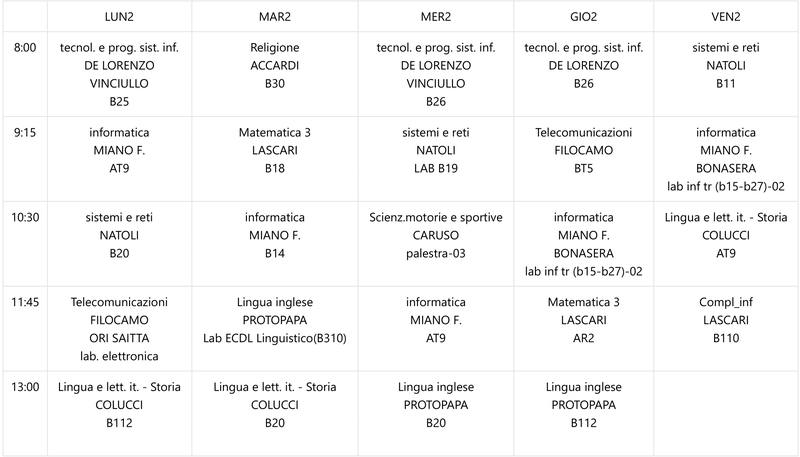 LUN2 MAR2 MER2 GIO2 VEN2
8:00
tecnol. e prog. sist. inf.
DE LORENZO
VINCIULLO
B25
Religione
ACCARDI
B30
tecnol. e prog. sist. inf.
DE LORENZO
VINCIULLO
B26
tecnol. e prog. sist. inf.
DE LORENZO
B26
sistemi e reti
NATOLI
B11
9:15
informatica
MIANO F.
AT9
Matematica 3
LASCARI
B18
sistemi e reti
NATOLI
LAB B19
Telecomunicazioni
FILOCAMO
BT5
informatica
MIANO F.
BONASERA
lab inf tr (b15-b27)-02
10:30
sistemi e reti
NATOLI
B20
informatica
MIANO F.
B14
Scienz.motorie e sportive
CARUSO
palestra-03
informatica
MIANO F.
BONASERA
lab inf tr (b15-b27)-02
Lingua e lett. it. - Storia
COLUCCI
AT9
11:45
Telecomunicazioni
FILOCAMO
ORI SAITTA
lab. elettronica
Lingua inglese
PROTOPAPA
Lab ECDL Linguistico(B310)
informatica
MIANO F.
AT9
Matematica 3
LASCARI
AR2
Compl_inf
LASCARI
B110
13:00
Lingua e lett. it. - Storia
COLUCCI
B112
Lingua e lett. it. - Storia
COLUCCI
B20
Lingua inglese
PROTOPAPA
B20
Lingua inglese
PROTOPAPA
B112